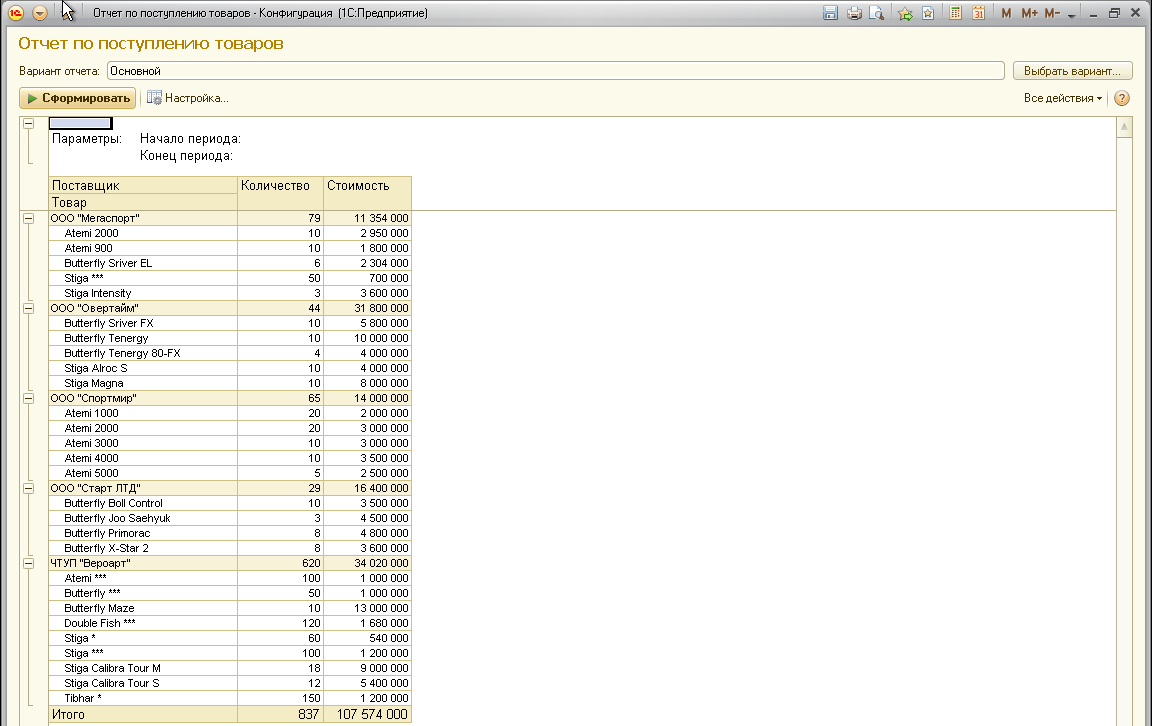 Отчет по поступлению товаров - Конфигурация (1С:Предприятие)
M M+ M-
Отчет по поступлению товаров
Вариант отчета: Основной Выбрать вариант...
Сформировать Настройка... Все действия ?
Параметры: Начало периода:
Конец периода:
Поставщик Количество Стоимость
Товар
ООО "Мегаспорт" 79 11 354 000
Atemi 2000 10 2 950 000
Atemi 900 10 1 800 000
Butterfly Sriver EL 6 2 304 000
Stiga *** 50 700 000
Stiga Intensity 3 3 600 000
ООО "Овертайм" 44 31 800 000
Butterfly Sriver FX 10 5 800 000
Butterfly Tenergy 10 10 000 000
Butterfly Tenergy 80-FX 4 4 000 000
Stiga Alroc S 10 4 000 000
Stiga Magna 10 8 000 000
ООО "Спортмир" 65 14 000 000
Atemi 1000 20 2 000 000
Atemi 2000 20 3 000 000
Atemi 3000 10 3 000 000
Atemi 4000 10 3 500 000
Atemi 5000 5 2 500 000
ООО "Старт ЛТД" 29 16 400 000
Butterfly Boll Control 10 3 500 000
Butterfly Joo Saehyuk 3 4 500 000
Butterfly Primorac 8 4 800 000
Butterfly X-Star 2 8 3 600 000
ЧТУП "Вероарт" 620 34 020 000
Atemi *** 100 1 000 000
Butterfly *** 50 1 000 000
Butterfly Maze 10 13 000 000
Double Fish *** 120 1 680 000
Stiga * 60 540 000
Stiga *** 100 1 200 000
Stiga Calibra Tour M 18 9 000 000
Stiga Calibra Tour S 12 5 400 000
Tibhar * 150 1 200 000
Итого 837 107 574 000